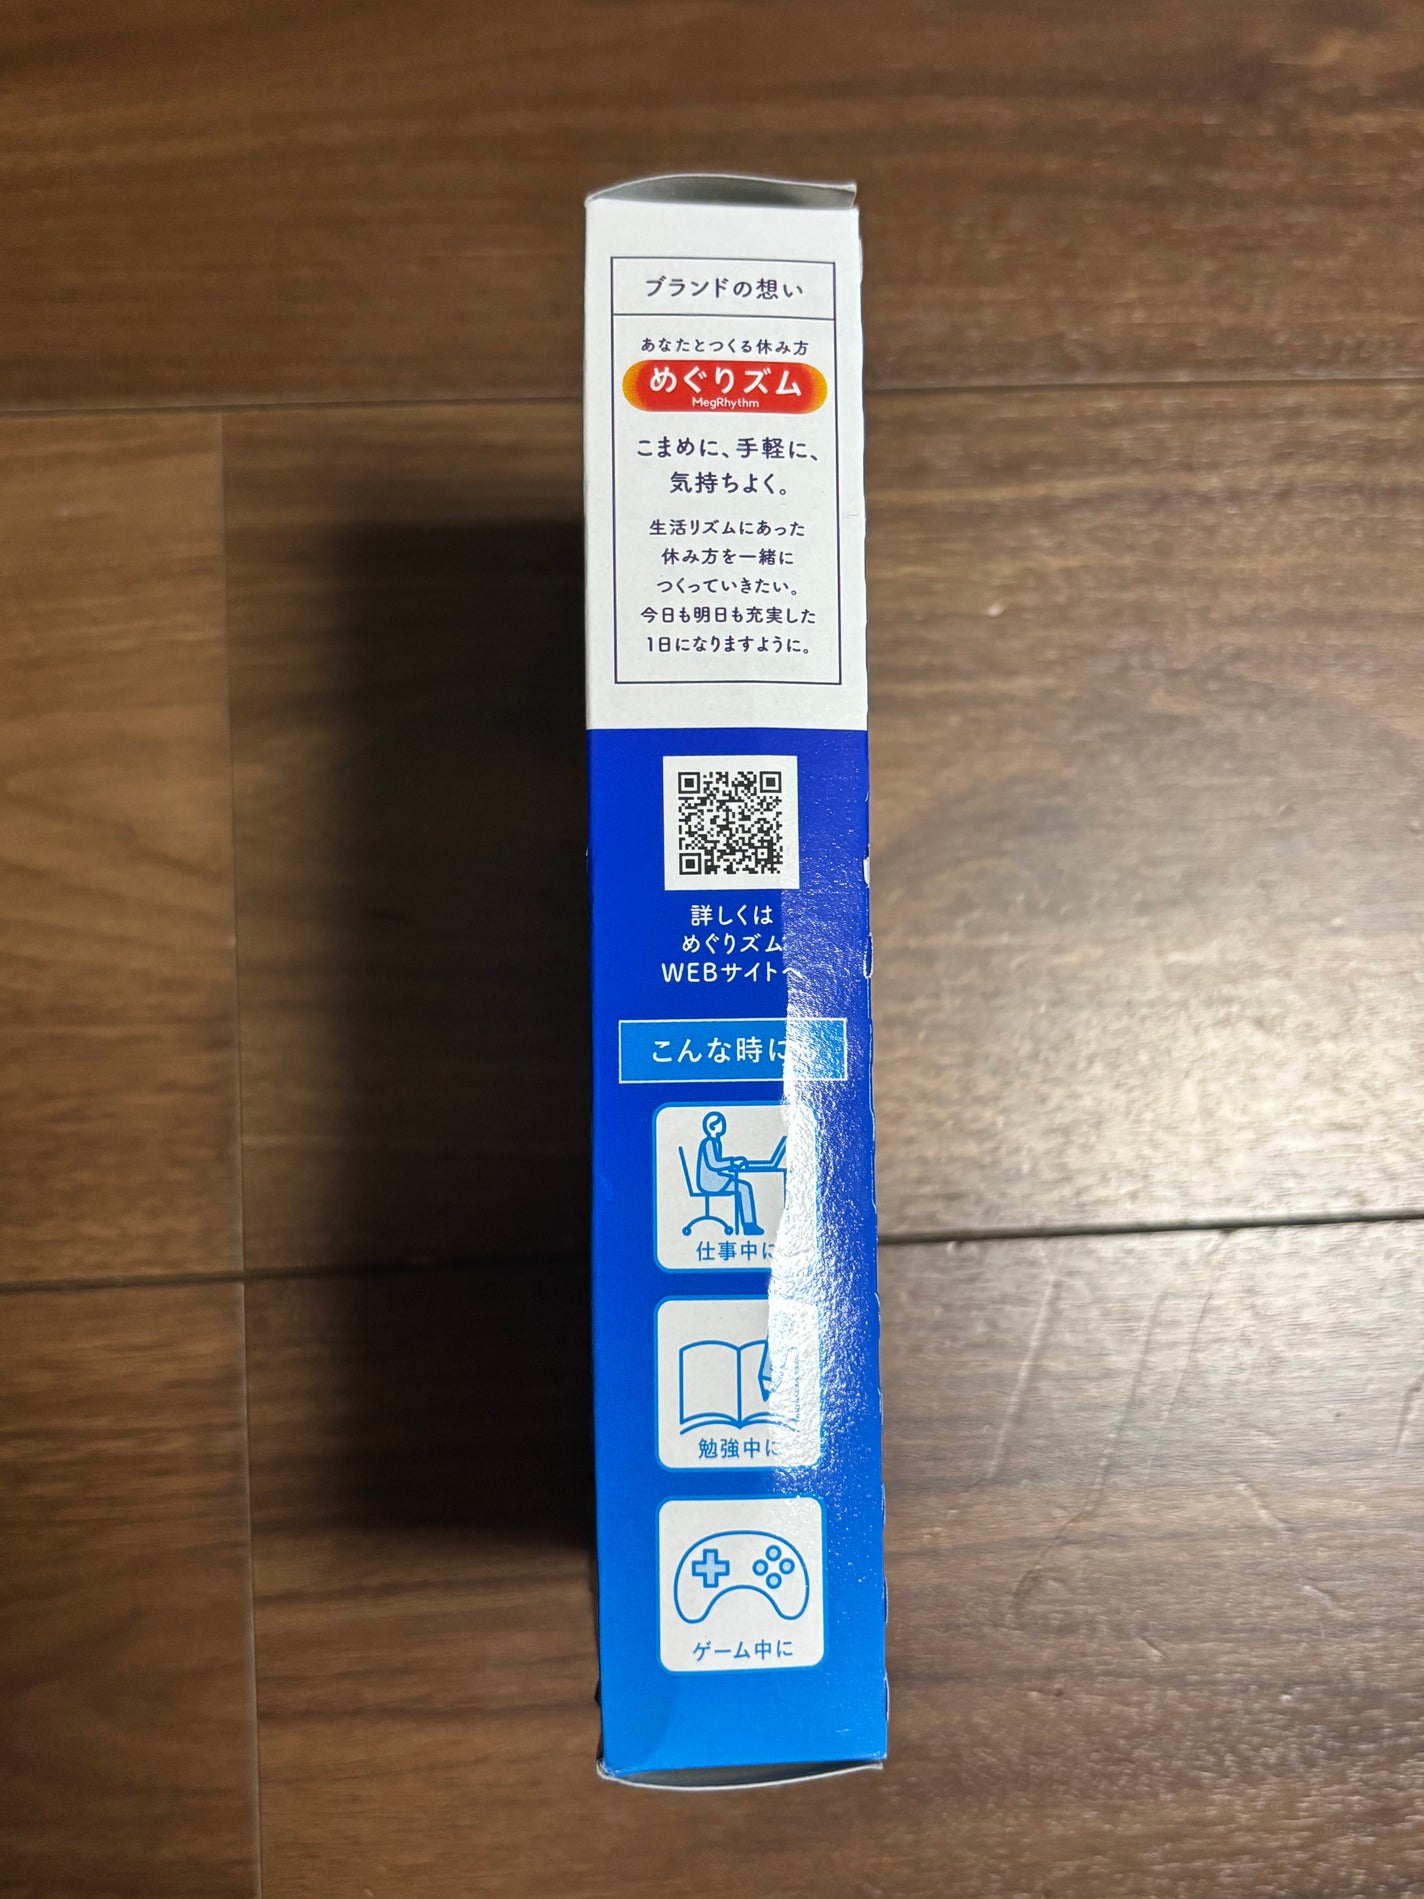 ブランドの想い
あなたとつくる休み方
めぐりズム
MegRhythm
こまめに、手軽に、
気持ちよく。
生活リズムにあった
休み方を一緒に
つくっていきたい。
今日も明日も充実した
1日になりますように。
詳しくは
めぐりズム
WEBサイトへ
こんな時に
仕事中に
勉強中に
ゲーム中に